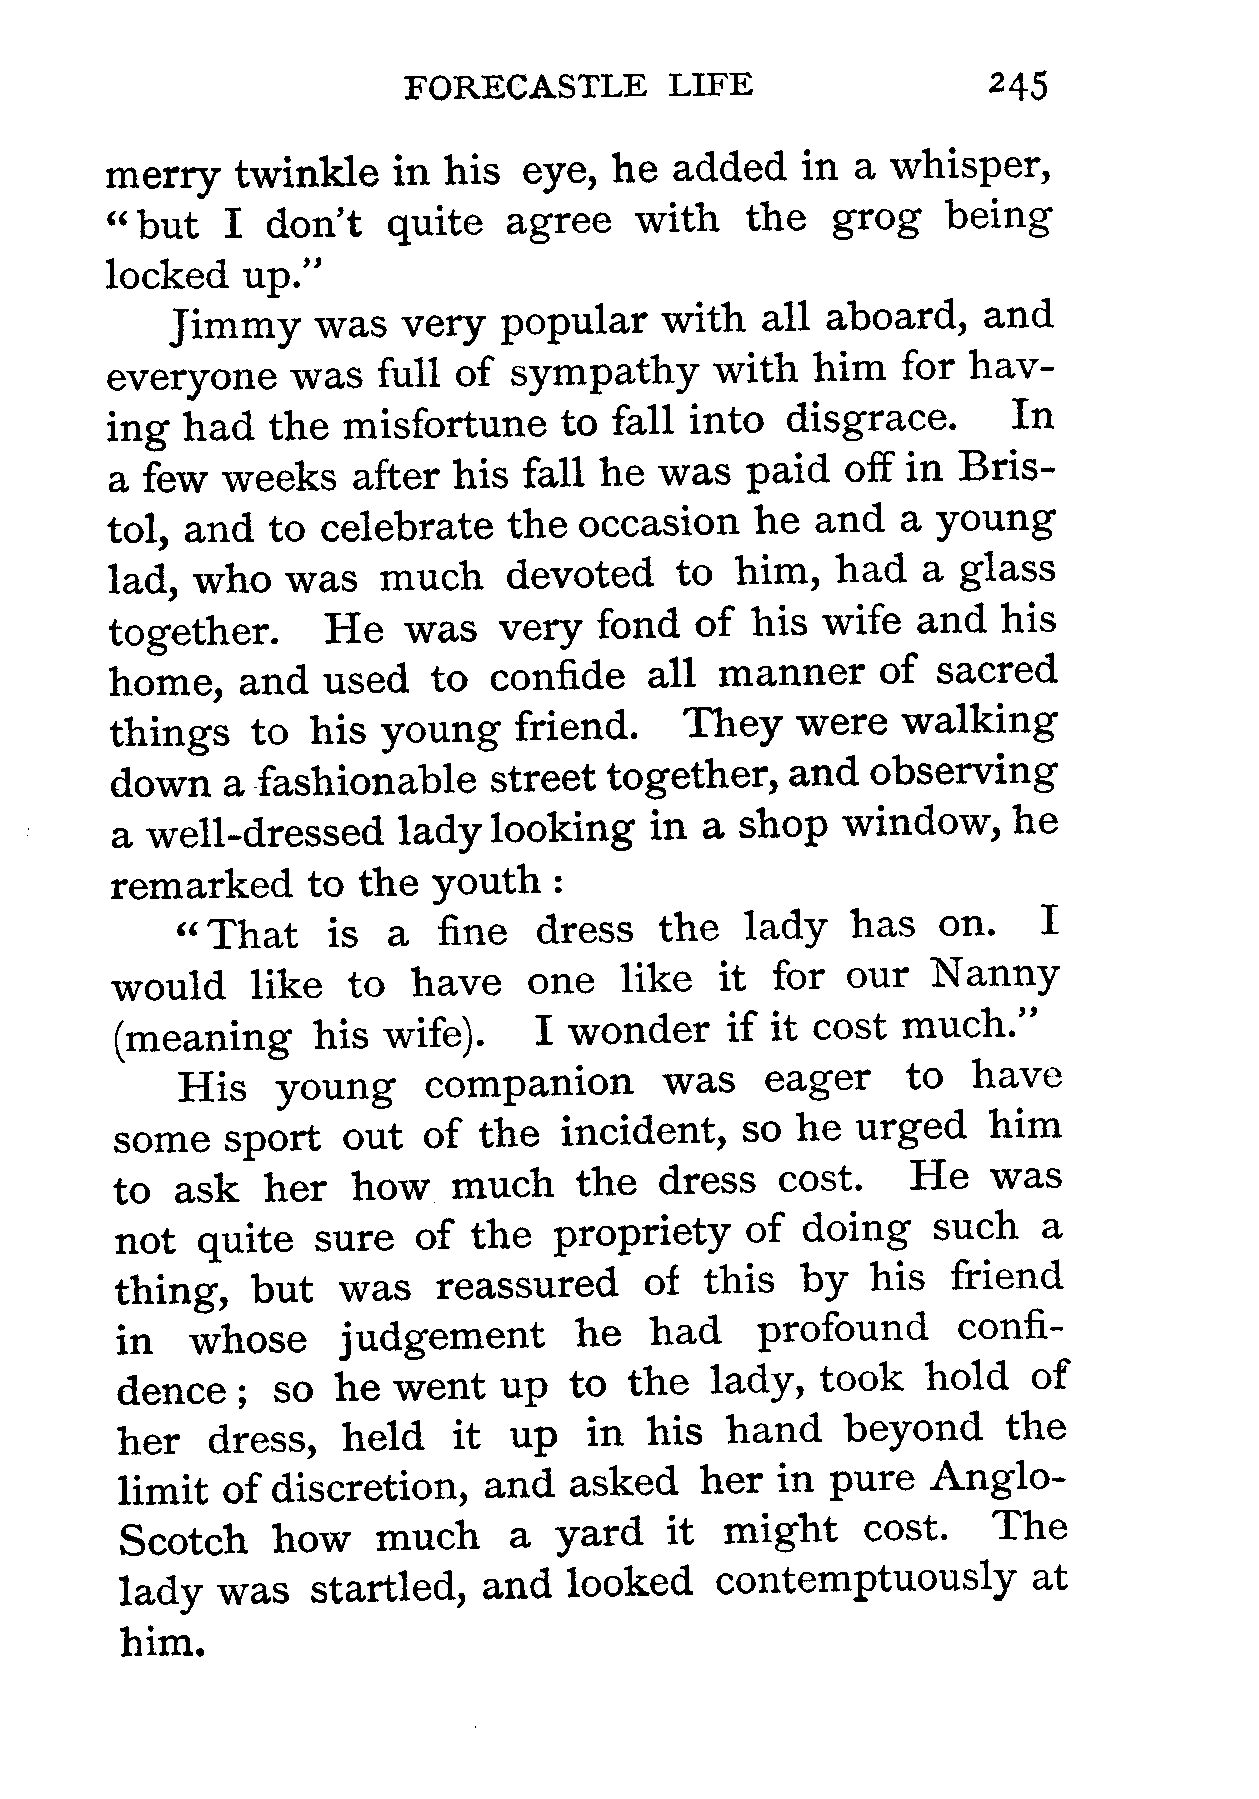 FORECASTLE LIFE 245
merry twinkle in his eye, he added in a whisper,
“but I don't quite agree with the grog being
locked up.”
Jimmy was very popular with all aboard, and
everyone was full of sympathy with him for hav-
ing had the misfortune to fall into disgrace. In
a few weeks after his fall he was paid off in Bris-
tol, and to celebrate the occasion he and a young
lad, who was much devoted to him, had a glass
together. He was very fond of his wife and his
home, and used to confide all manner of sacred
things to his young friend. They were walking
down a fashionable street together, and observing
a well-dressed lady looking in a shop window, he
remarked to the youth :
“That is a fine dress the lady has on. I
would like to have one like it for our Nanny
(meaning his wife). I wonder if it cost much.”
His young companion was eager to have
some sport out of the incident, so he urged him
to ask her how much the dress cost. He was
not quite sure of the propriety of doing such a
thing, but was reassured of this by his friend
in whose judgement he had profound confi-
dence ; so he went up to the lady, took hold of
her dress, held it up in his hand beyond the
limit of discretion, and asked her in pure Anglo-
Scotch how much a yard it might cost. The
lady was startled, and looked contemptuously at
him.